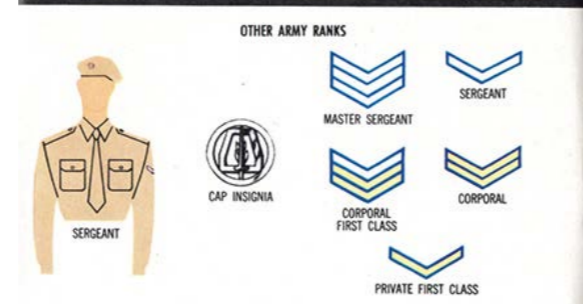 OTHER ARMY RANKS
MASTER SERGEANT
SERGEANT
CAP INSIGNIA
CORPORAL
FIRST CLASS
CORPORAL
SERGEANT
PRIVATE FIRST CLASS